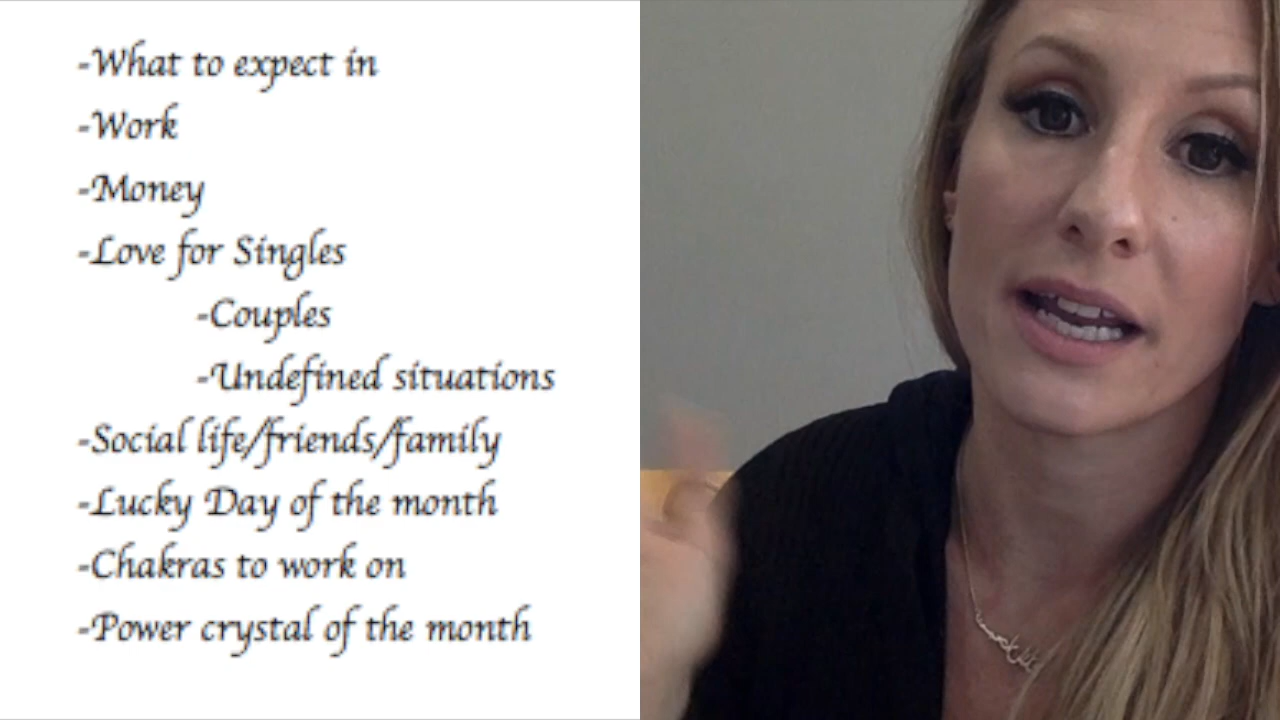 -What to expect in
-Work
-Money
-Love for Singles
-Couples
-Undefined situations
-Social life/friends/family
-Lucky Day of the month
-Chakras to work on
-Power crystal of the month